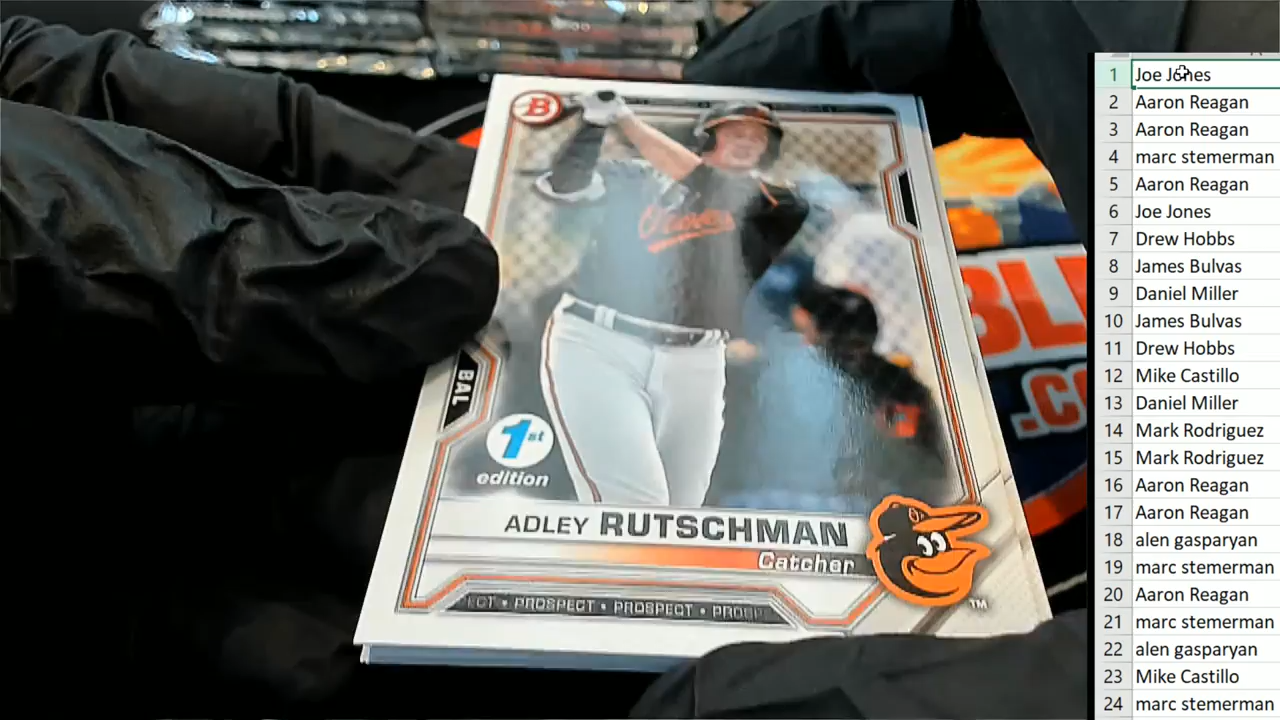 B
Orioles
BAL
1st
edition
ADLEY RUTSCHMAN
Catcher
PROSPECT • PROSPECT
TM
BL
.CO
1 Joe Jones
2 Aaron Reagan
3 Aaron Reagan
4 marc stemerman
5 Aaron Reagan
6 Joe Jones
7 Drew Hobbs
8 James Bulvas
9 Daniel Miller
10 James Bulvas
11 Drew Hobbs
12 Mike Castillo
13 Daniel Miller
14 Mark Rodriguez
15 Mark Rodriguez
16 Aaron Reagan
17 Aaron Reagan
18 alen gasparyan
19 marc stemerman
20 Aaron Reagan
21 marc stemerman
22 alen gasparyan
23 Mike Castillo
24 marc stemerman